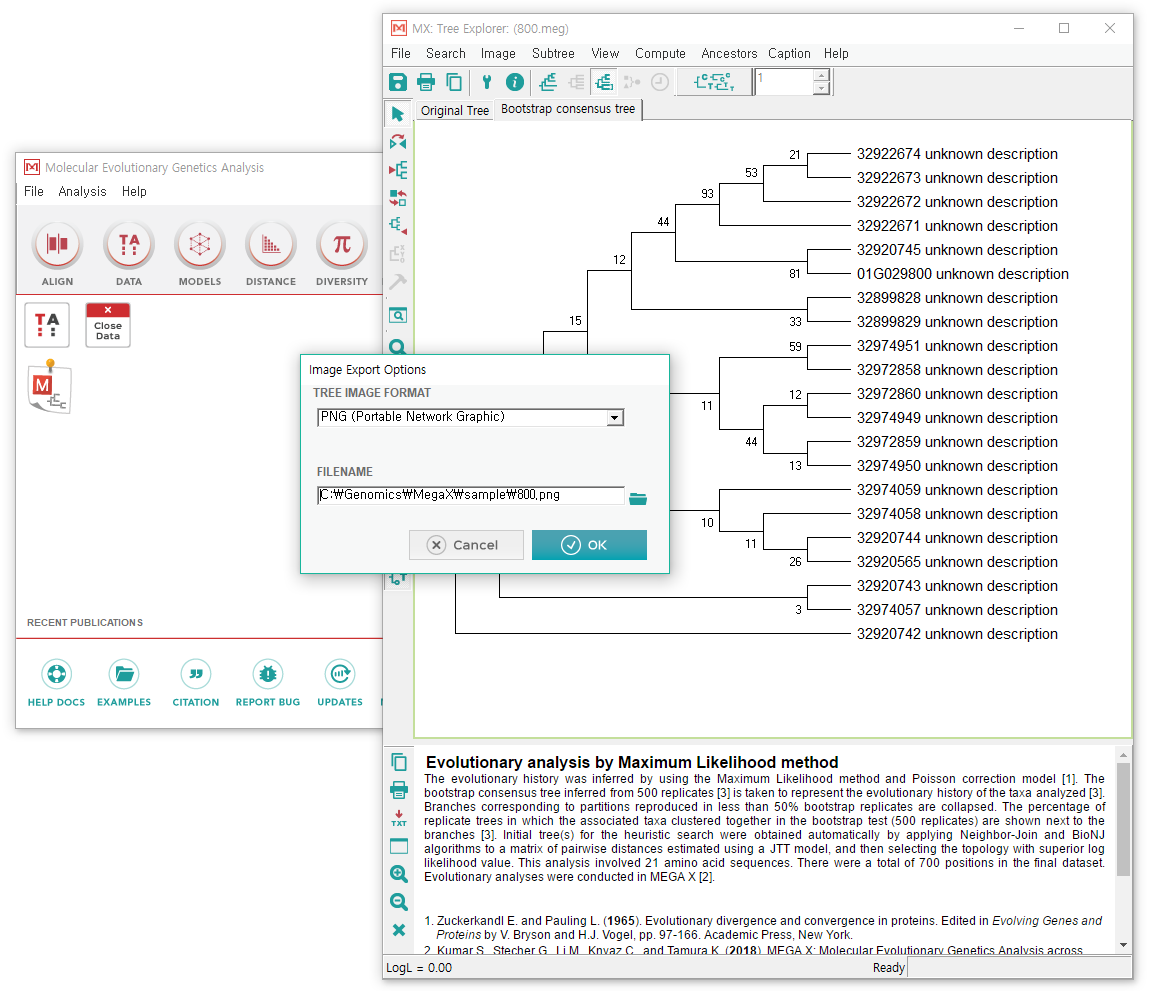 MX: Tree Explorer: (800.meg)
File Search Image Subtree View Compute Ancestors Caption Help
1
Original Tree Bootstrap consensus tree
Molecular Evolutionary Genetics Analysis
File Analysis Help
TA
ALIGN DATA MODELS DISTANCE DIVERSITY
TA
Close
Data
M
RECENT PUBLICATIONS
HELP DOCS EXAMPLES CITATION REPORT BUG UPDATES
21 32922674 unknown description
53 32922673 unknown description
93 32922672 unknown description
44 32922671 unknown description
32920745 unknown description
12 81 01G029800 unknown description
32899828 unknown description
15 33 32899829 unknown description
59 32974951 unknown description
32972858 unknown description
11 12 32972860 unknown description
32974949 unknown description
44 32972859 unknown description
13 32974950 unknown description
32974059 unknown description
10 32974058 unknown description
11 32920744 unknown description
26 32920565 unknown description
32920743 unknown description
3 32974057 unknown description
32920742 unknown description
Image Export Options
TREE IMAGE FORMAT
PNG (Portable Network Graphic)
FILENAME
C:₩Genomics₩MegaX₩sample₩800.png
Cancel OK
TXT
Evolutionary analysis by Maximum Likelihood method
The evolutionary history was inferred by using the Maximum Likelihood method and Poisson correction model [1]. The
bootstrap consensus tree inferred from 500 replicates [3] is taken to represent the evolutionary history of the taxa analyzed [3].
Branches corresponding to partitions reproduced in less than 50% bootstrap replicates are collapsed. The percentage of
replicate trees in which the associated taxa clustered together in the bootstrap test (500 replicates) are shown next to the
branches [3]. Initial tree(s) for the heuristic search were obtained automatically by applying Neighbor-Join and BioNJ
algorithms to a matrix of pairwise distances estimated using a JTT model, and then selecting the topology with superior log
likelihood value. This analysis involved 21 amino acid sequences. There were a total of 700 positions in the final dataset.
Evolutionary analyses were conducted in MEGA X [2].
1. Zuckerkandl E. and Pauling L. (1965). Evolutionary divergence and convergence in proteins. Edited in Evolving Genes and
Proteins by V. Bryson and H.J. Vogel, pp. 97-166. Academic Press, New York.
2. Kumar S., Stecher G., Li M., Knyaz C., and Tamura K. (2018). MEGA X: Molecular Evolutionary Genetics Analysis across
LogL = 0.00 Ready